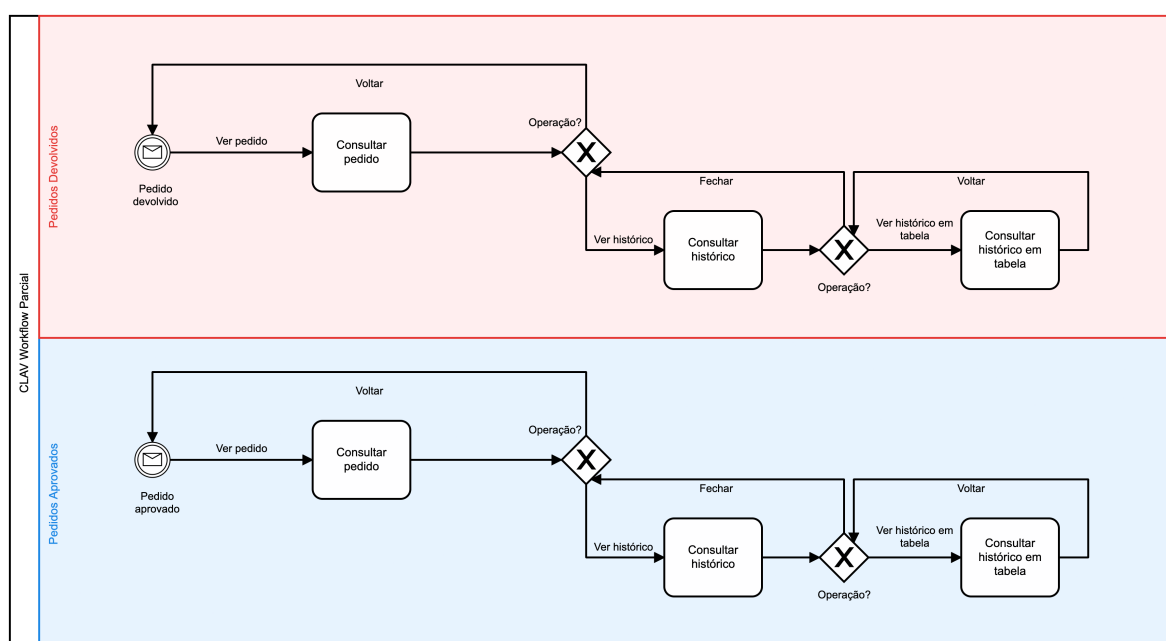 CLAV Workflow Parcial
Pedidos Devolvidos
Voltar
Operação?
Ver pedido
Consultar
pedido
Pedido
devolvido
Fechar
Voltar
Ver histórico
Consultar
histórico
Ver histórico em
tabela
Consultar
histórico em
tabela
Operação?
Pedidos Aprovados
Voltar
Operação?
Ver pedido
Consultar
pedido
Pedido
aprovado
Fechar
Voltar
Ver histórico
Consultar
histórico
Ver histórico em
tabela
Consultar
histórico em
tabela
Operação?